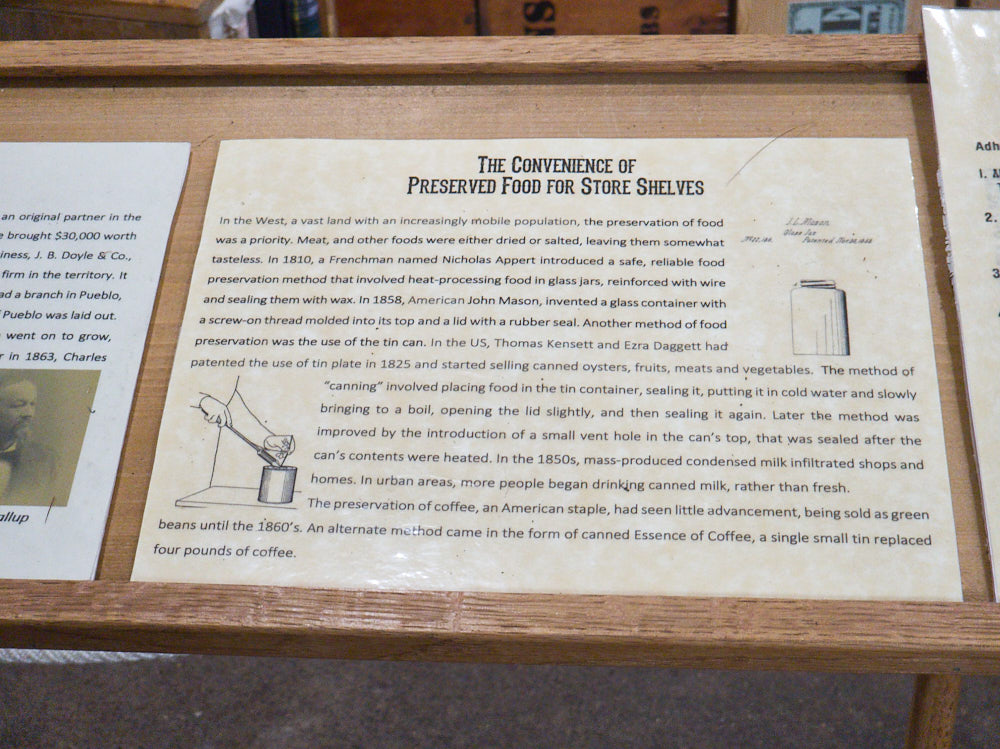 an original partner in the
brought $30,000 worth
iness, J. B. Doyle & Co.,
firm in the territory. It
ad a branch in Pueblo,
Pueblo was laid out.
went on to grow,
in 1863, Charles
allup
THE CONVENIENCE OF
PRESERVED FOOD FOR STORE SHELVES
In the West, a vast land with an increasingly mobile population, the preservation of food
was a priority. Meat, and other foods were either dried or salted, leaving them somewhat
tasteless. In 1810, a Frenchman named Nicholas Appert introduced a safe, reliable food
preservation method that involved heat-processing food in glass jars, reinforced with wire
and sealing them with wax. In 1858, American John Mason, invented a glass container with
a screw-on thread molded into its top and a lid with a rubber seal. Another method of food
preservation was the use of the tin can. In the US, Thomas Kensett and Ezra Daggett had
patented the use of tin plate in 1825 and started selling canned oysters, fruits, meats and vegetables. The method of
“canning” involved placing food in the tin container, sealing it, putting it in cold water and slowly
bringing to a boil, opening the lid slightly, and then sealing it again. Later the method was
improved by the introduction of a small vent hole in the can's top, that was sealed after the
can's contents were heated. In the 1850s, mass-produced condensed milk infiltrated shops and
homes. In urban areas, more people began drinking canned milk, rather than fresh.
The preservation of coffee, an American staple, had seen little advancement, being sold as green
beans until the 1860's. An alternate method came in the form of canned Essence of Coffee, a single small tin replaced
four pounds of coffee.
J. L. Mason
Glass Jar
Patented Nov. 30, 1858
Adh
1.
2.
3